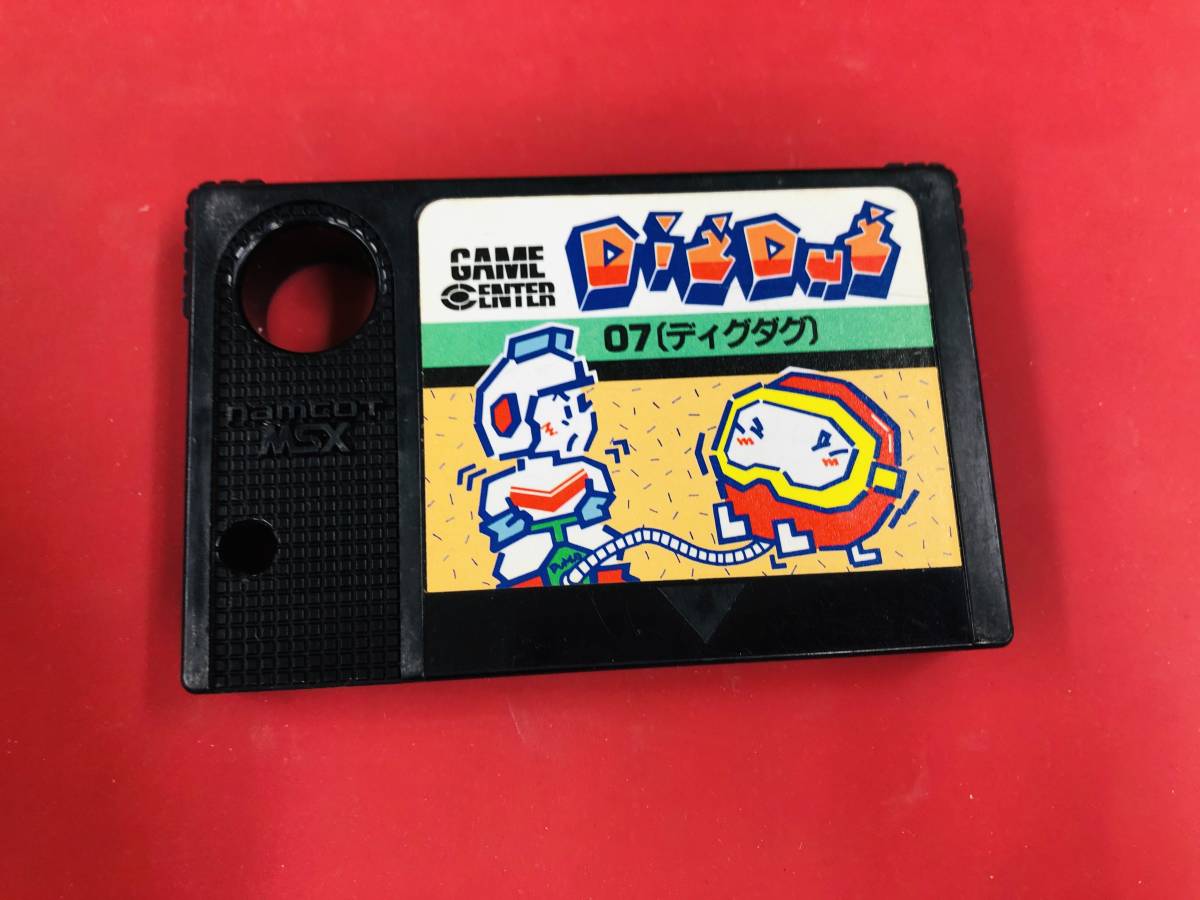 GAME
CENTER
DiGDUG
07(ディグダグ)
namcoT
MSX